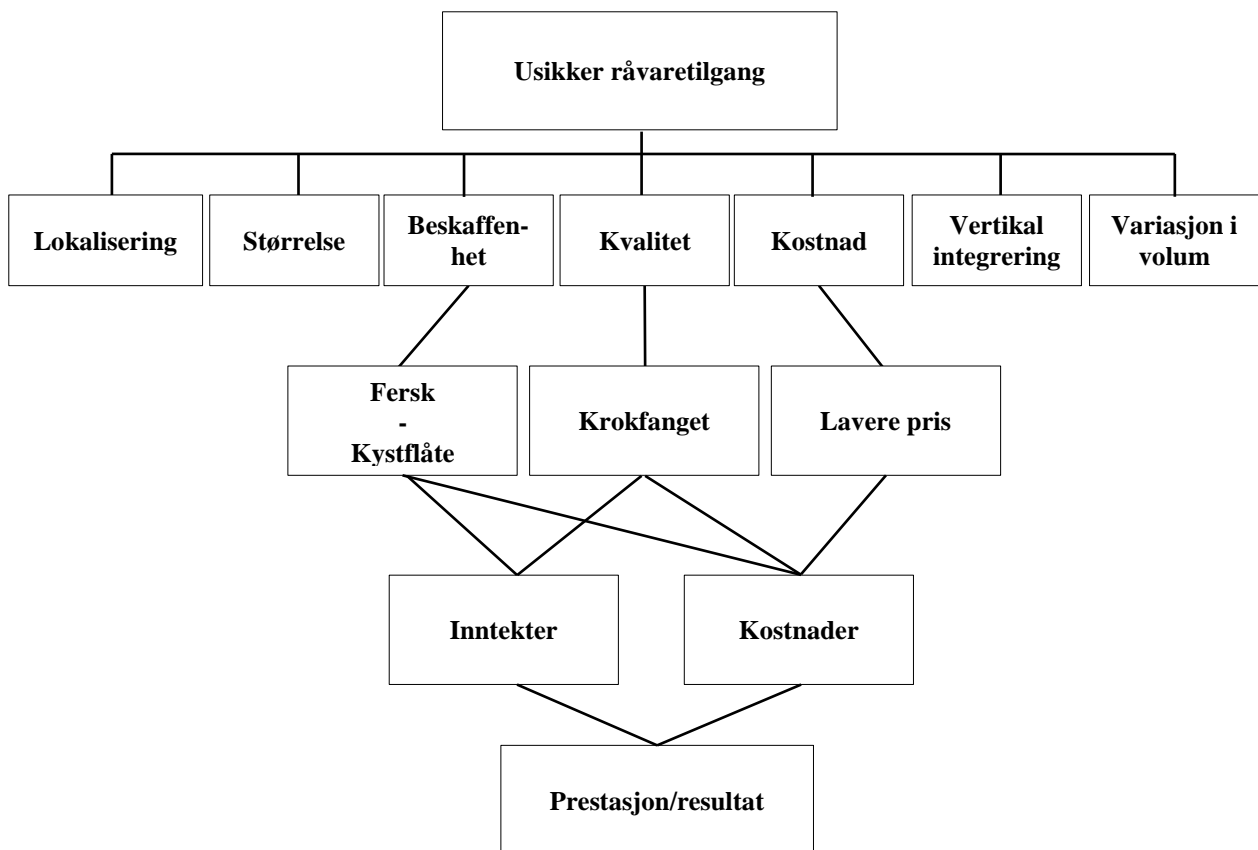 Usikker råvaretilgang
Lokalisering
Størrelse
Beskaffen-
het
Kvalitet
Kostnad
Vertikal
integrering
Variasjon i
volum
Fersk
-
Kystflåte
Krokfanget
Lavere pris
Inntekter
Kostnader
Prestasjon/resultat